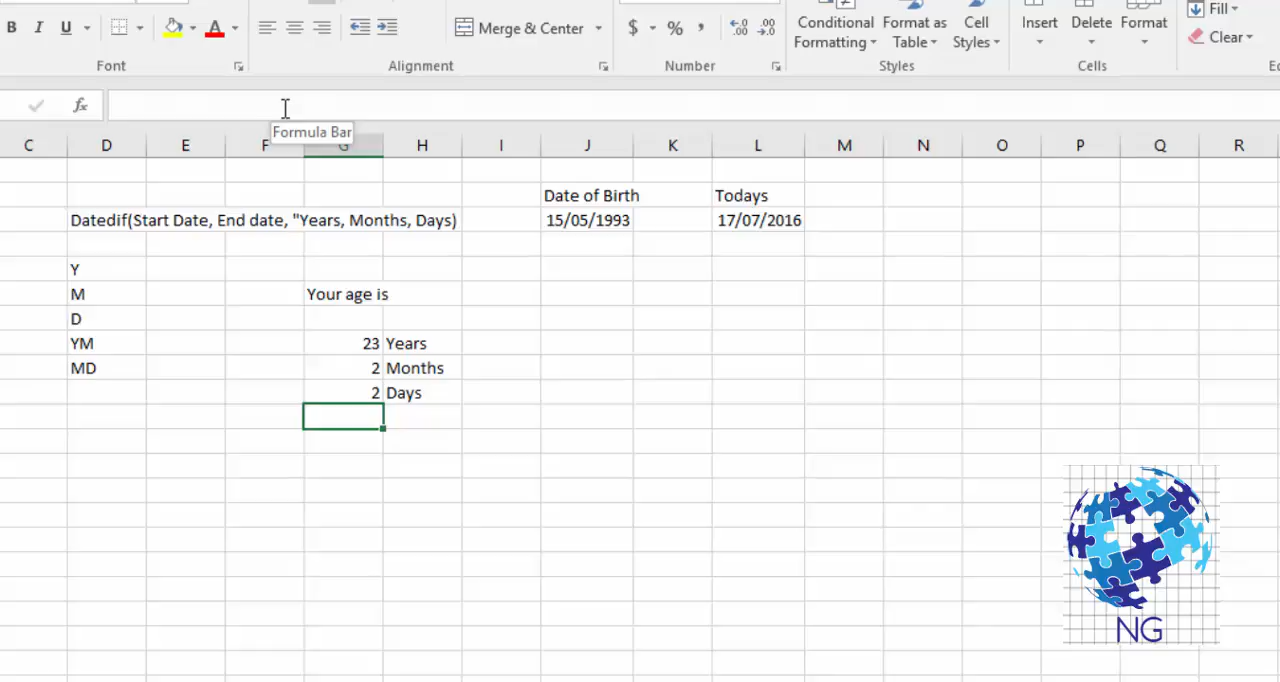 B I U A Merge & Center $ % , Conditional Formatting Format as Table Cell Styles Insert Delete Format Fill Clear
Font Alignment Number Styles Cells
fx
Formula Bar
C D E F G H I J K L M N O P Q R
Date of Birth Todays
Datedif(Start Date, End date, "Years, Months, Days) 15/05/1993 17/07/2016
Y
M Your age is
D
YM 23 Years
MD 2 Months
2 Days
NG